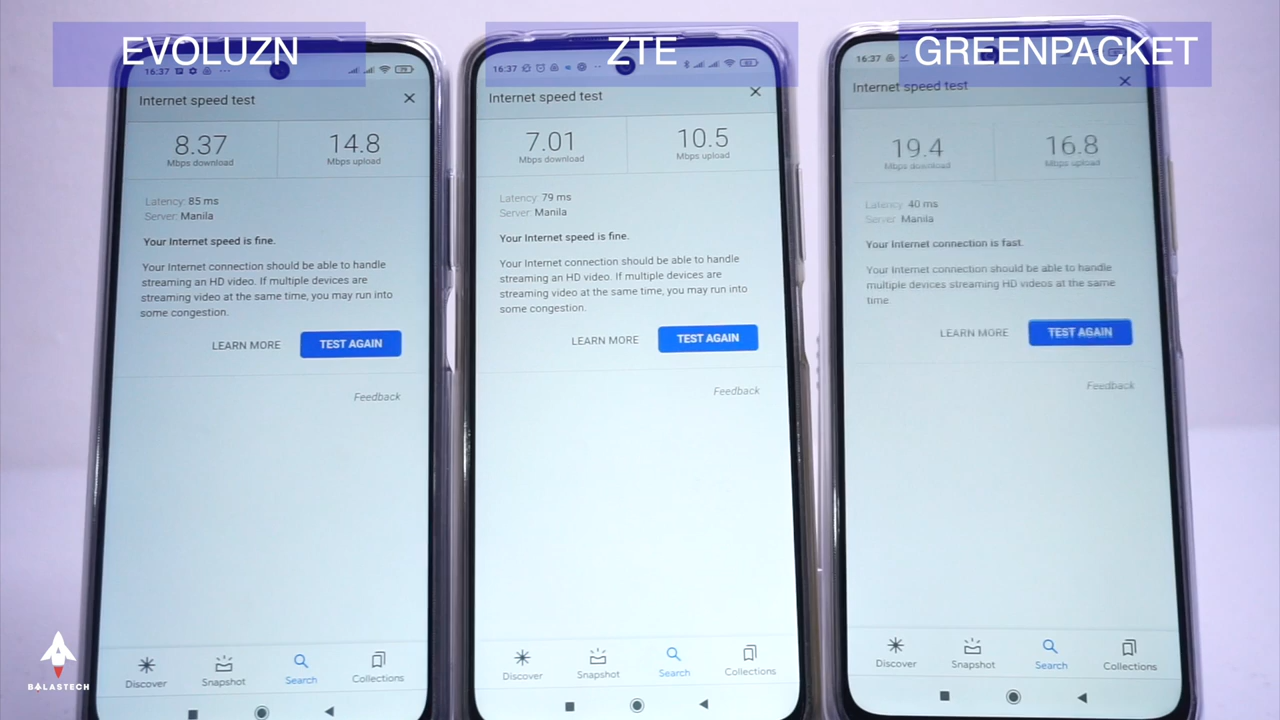 EVOLUZN
16:37
Internet speed test
8.37
Mbps download
14.8
Mbps upload
Latency: 85 ms
Server: Manila
Your Internet speed is fine.
Your Internet connection should be able to handle
streaming an HD video. If multiple devices are
streaming video at the same time, you may run into
some congestion.
LEARN MORE
TEST AGAIN
Feedback
Discover
Snapshot
Search
Collections
ZTE
16:37
Internet speed test
7.01
Mbps download
10.5
Mbps upload
Latency: 79 ms
Server: Manila
Your Internet speed is fine.
Your Internet connection should be able to handle
streaming an HD video. If multiple devices are
streaming video at the same time, you may run into
some congestion.
LEARN MORE
TEST AGAIN
Feedback
Discover
Snapshot
Search
Collections
GREENPACKET
16:37
Internet speed test
19.4
Mbps download
16.8
Mbps upload
Latency: 40 ms
Server: Manila
Your Internet connection is fast.
Your Internet connection should be able to handle
multiple devices streaming HD videos at the same
time.
LEARN MORE
TEST AGAIN
Feedback
Discover
Snapshot
Search
Collections
BALASTECH